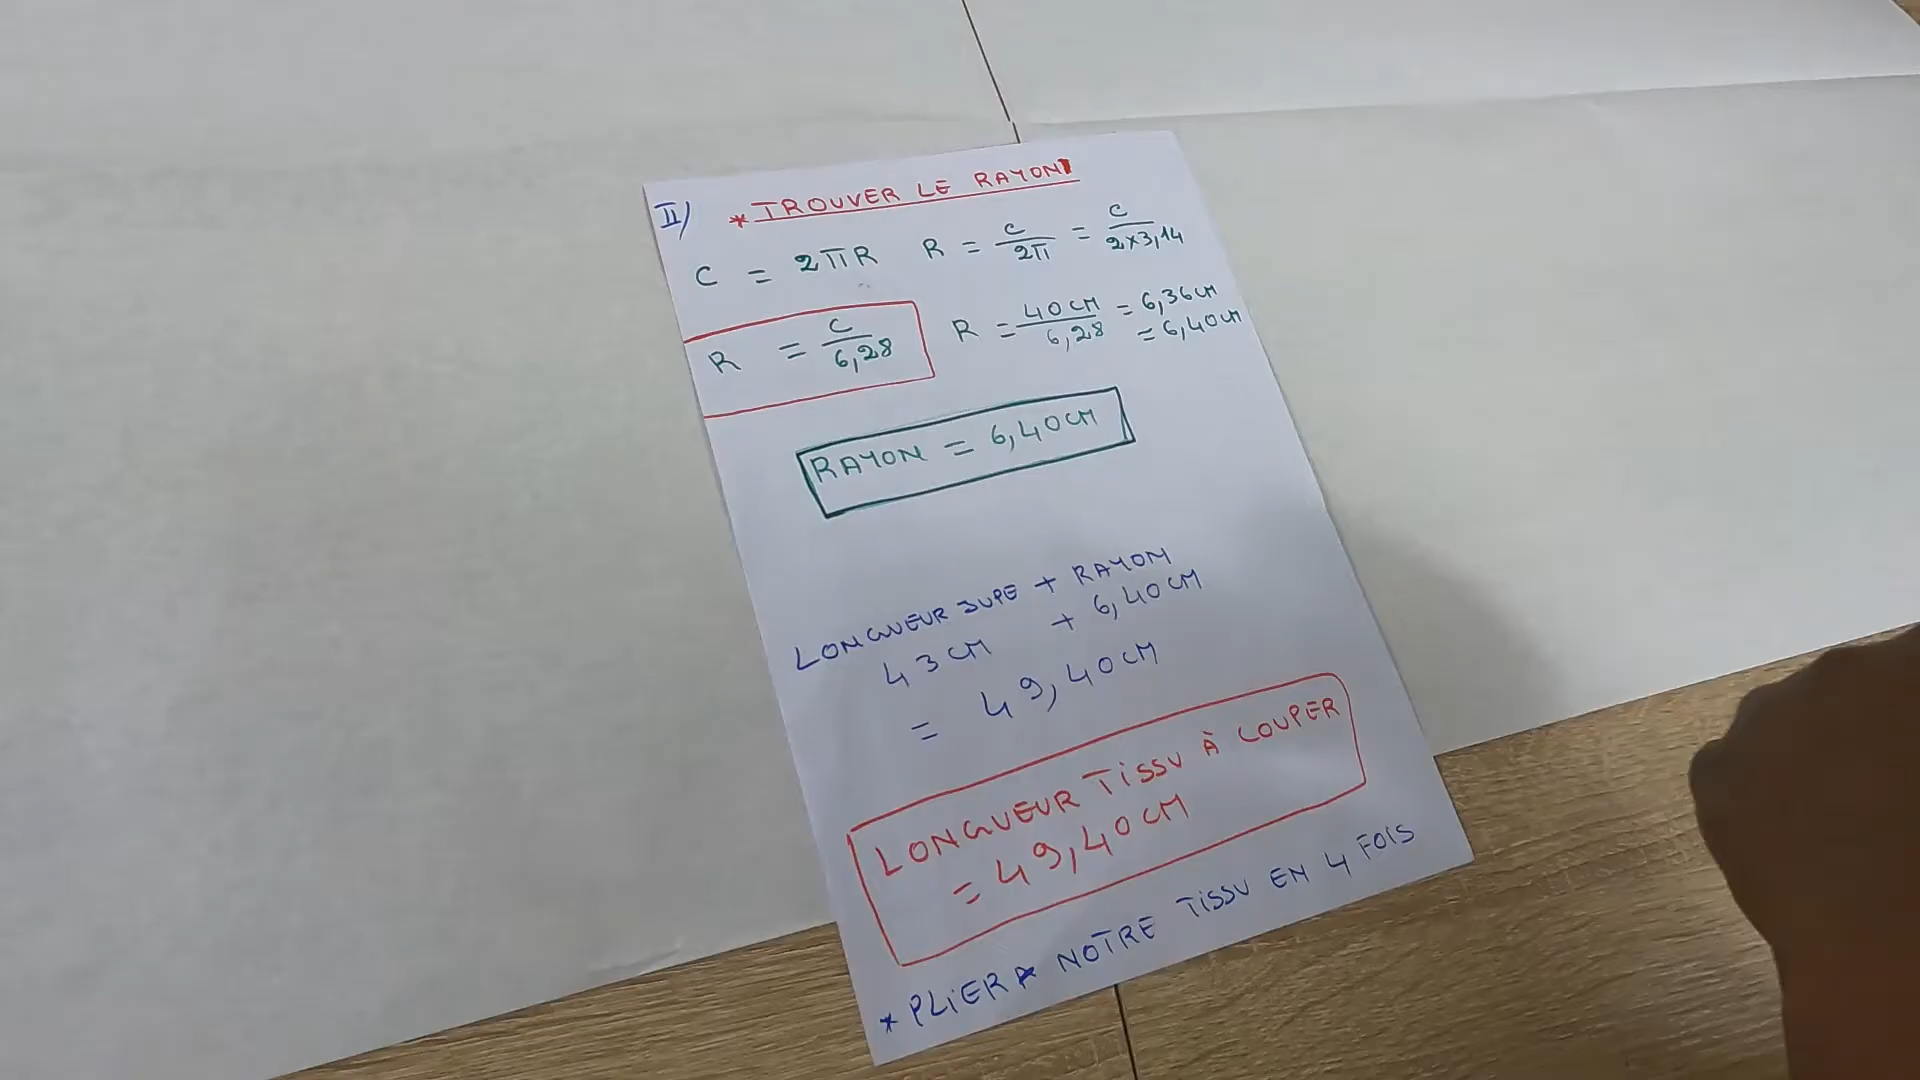 II) * TROUVER LE RAYON
C = 2πR R = C/2π = C/2×3,14
R = C/6,28 R = 40CM/6,28 = 6,36CM
= 6,40CM
RAYON = 6,40CM
LONGUEUR JUPE + RAYON
43CM + 6,40CM
= 49,40CM
LONGUEUR TISSU À COUPER
= 49,40CM
* PLIER NOTRE TISSU EN 4 FOIS